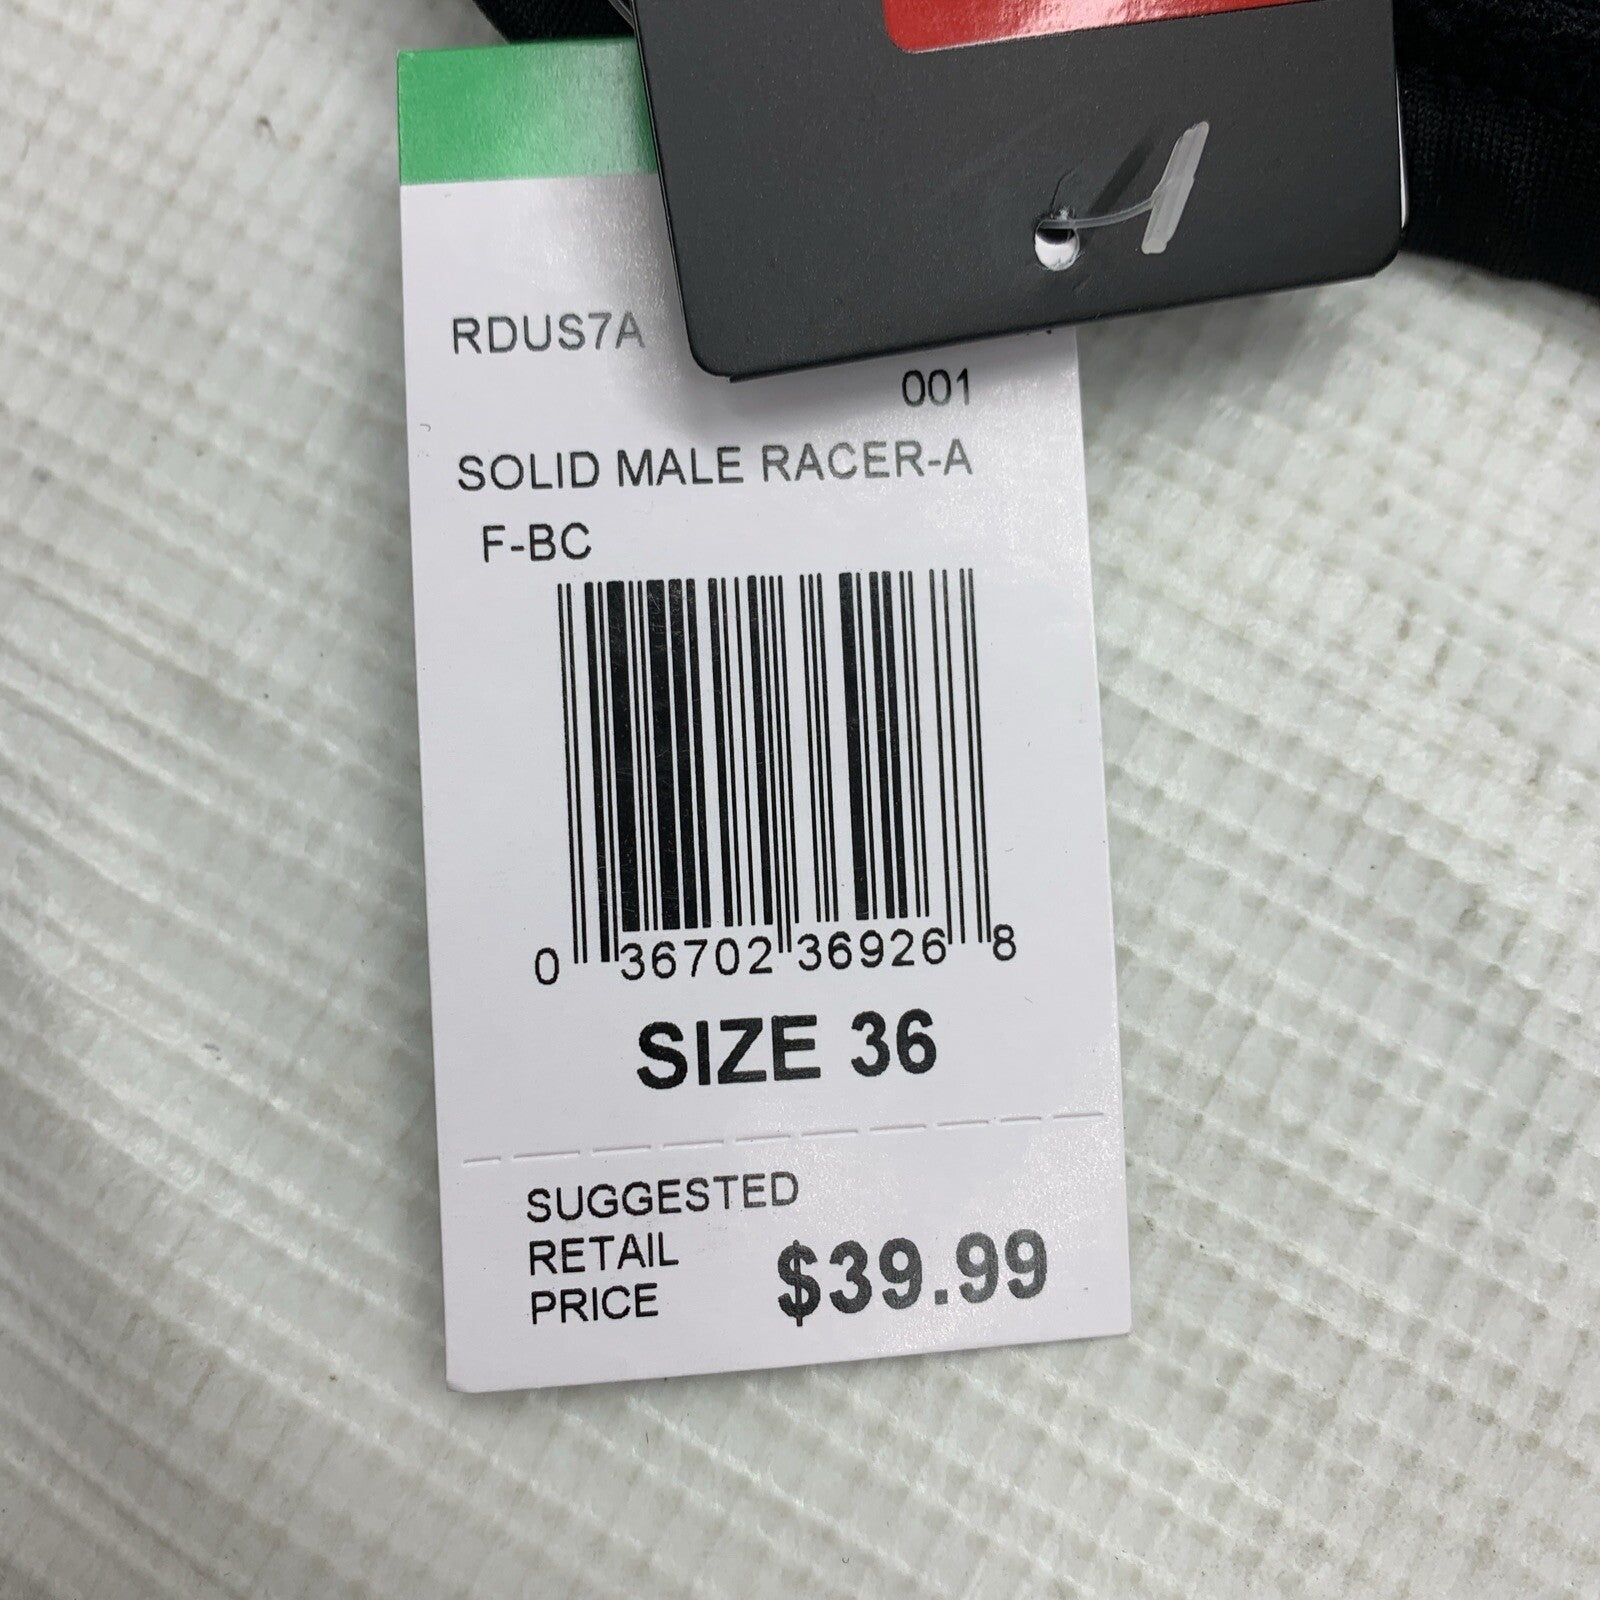 RDUS7A
001
SOLID MALE RACER-A
F-BC
0 36702 36926 8
SIZE 36
SUGGESTED
RETAIL
PRICE $39.99